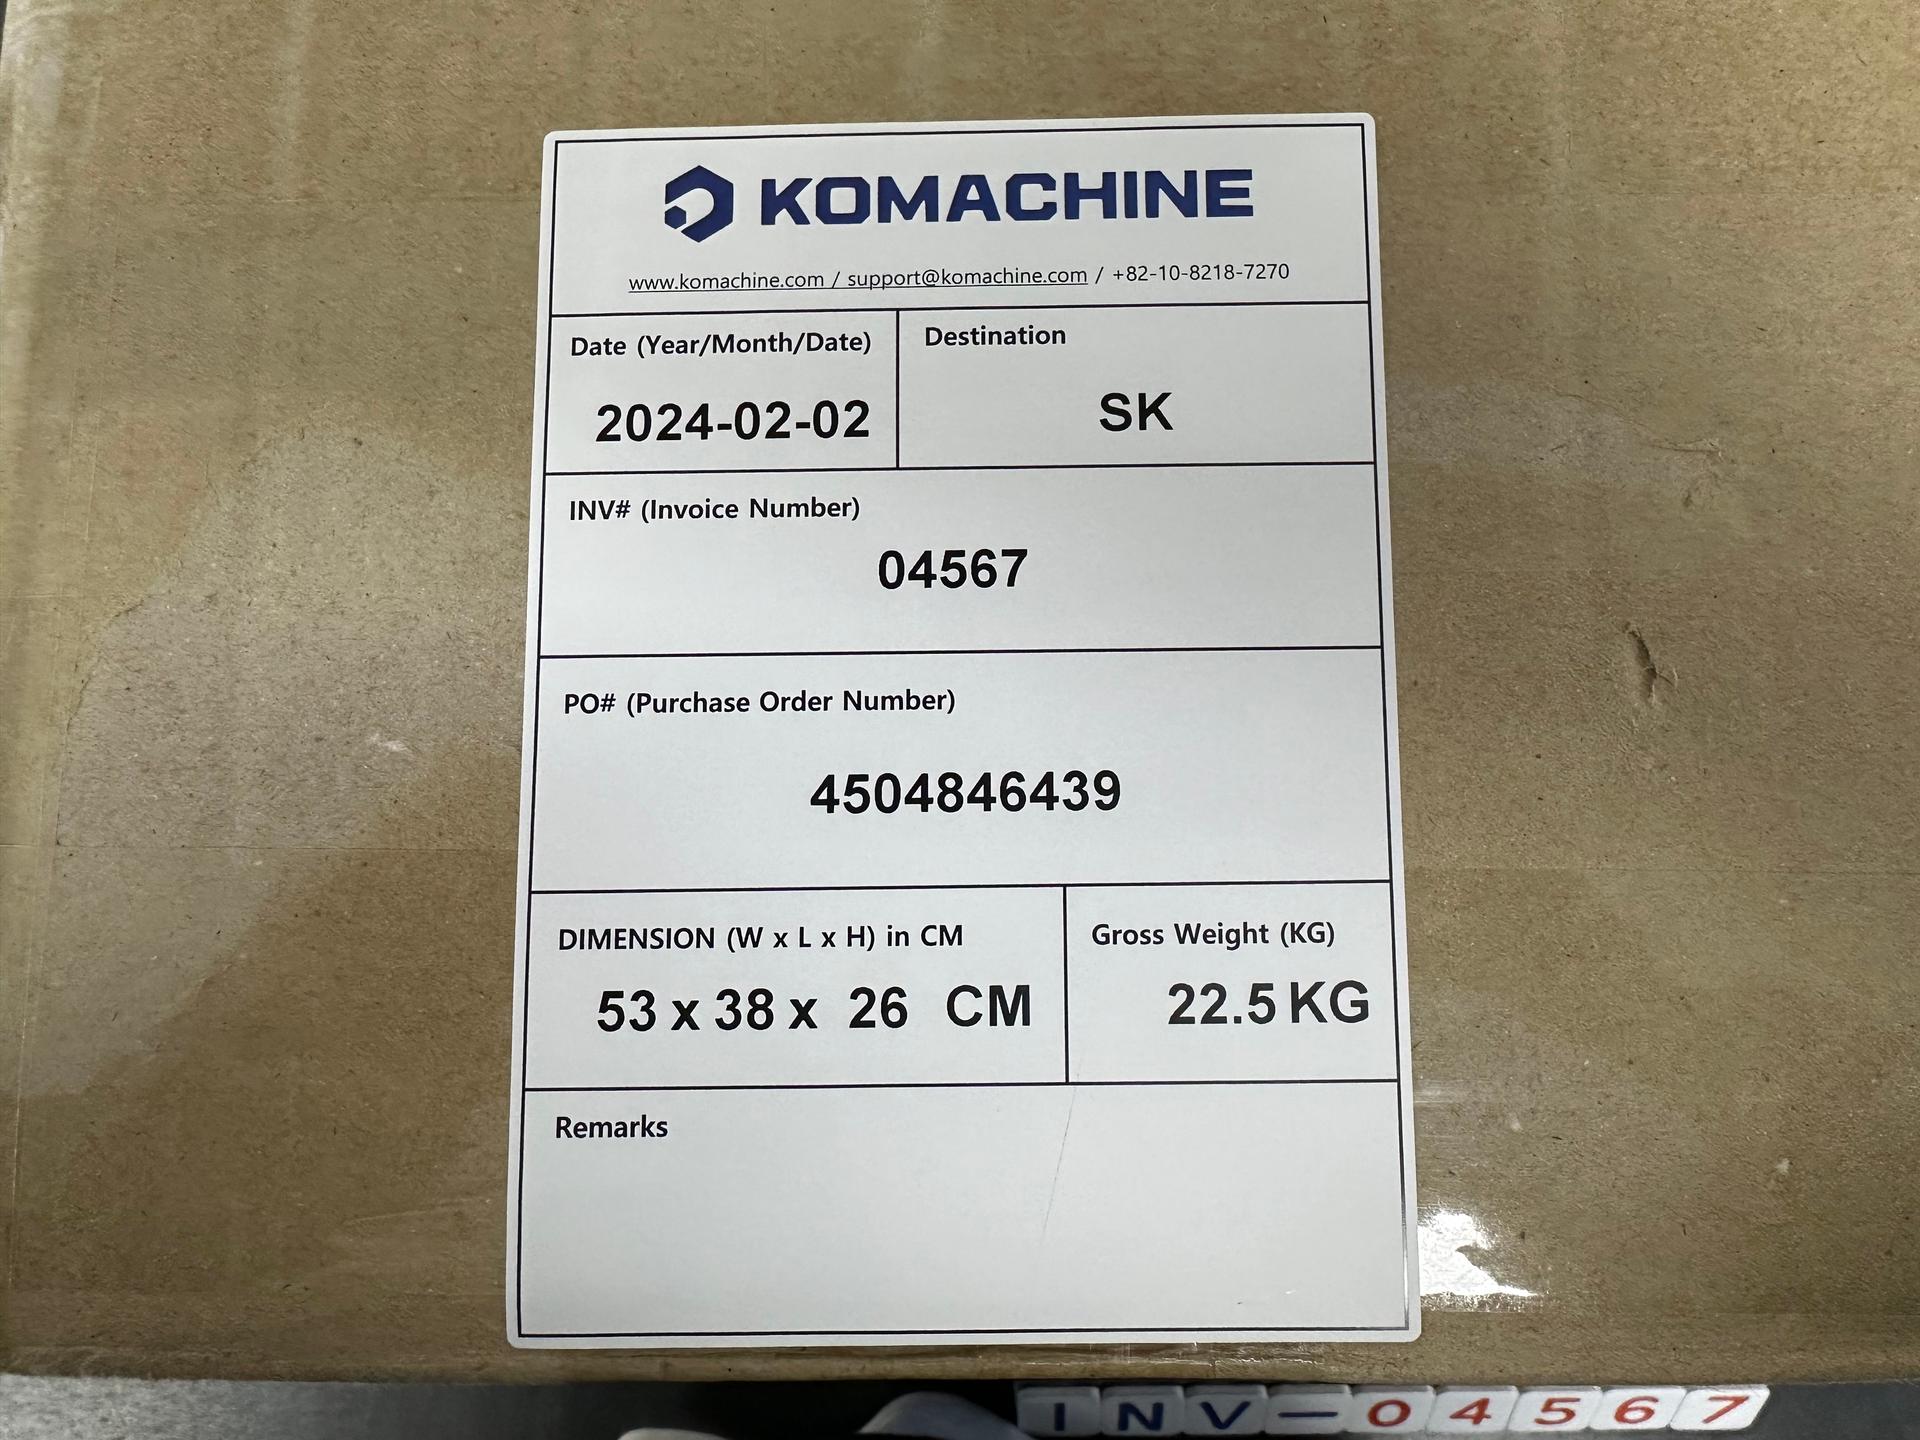 KOMACHINE
www.komachine.com / support@komachine.com / +82-10-8218-7270
Date (Year/Month/Date)
2024-02-02
Destination
SK
INV# (Invoice Number)
04567
PO# (Purchase Order Number)
4504846439
DIMENSION (W x L x H) in CM
53 x 38 x 26 CM
Gross Weight (KG)
22.5 KG
Remarks
INV-04567